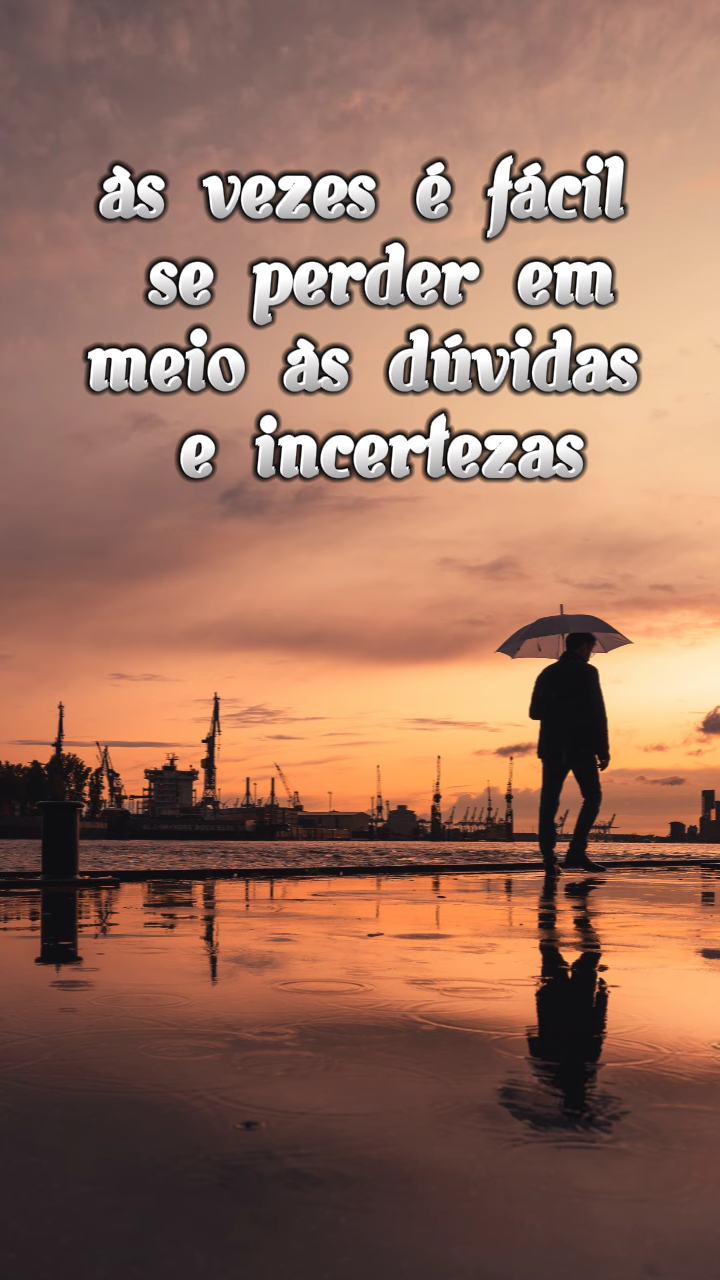 às vezes é fácil
se perder em
meio às dúvidas
e incertezas